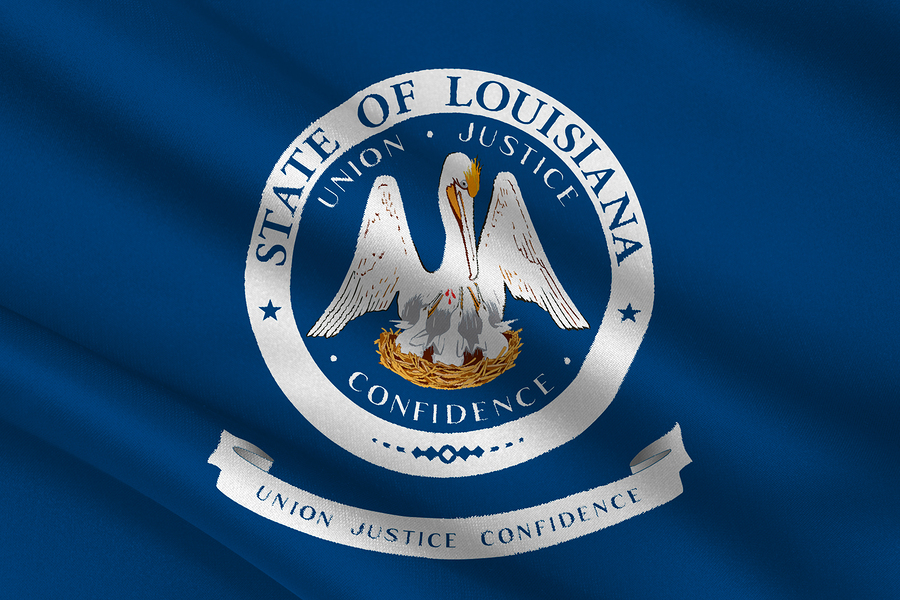 STATE OF LOUISIANA
UNION · JUSTICE
· CONFIDENCE ·
UNION JUSTICE CONFIDENCE